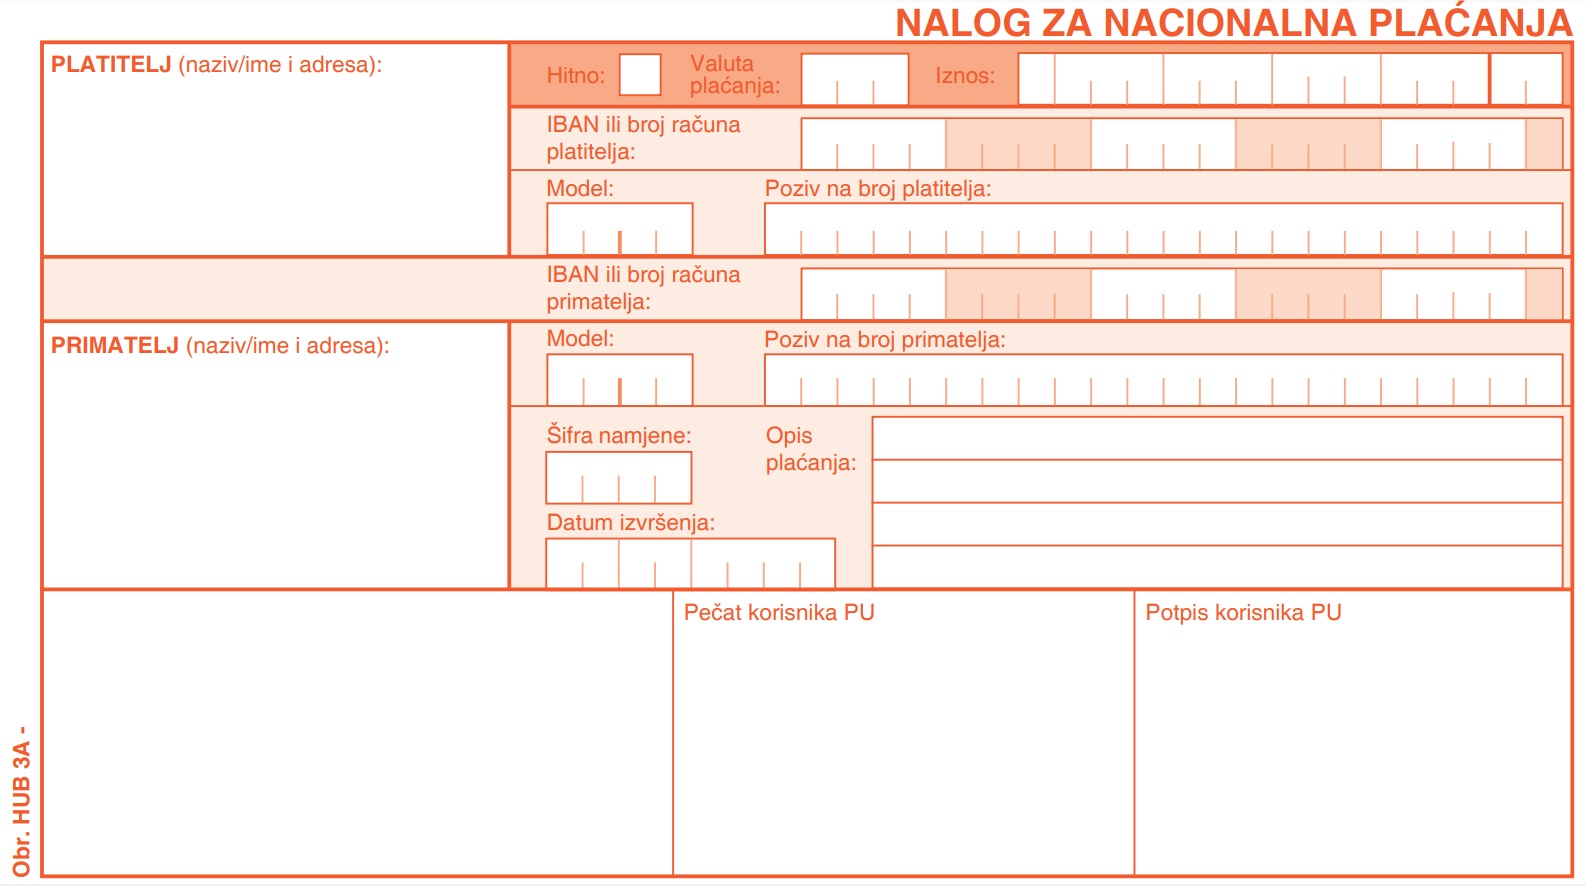 NALOG ZA NACIONALNA PLAĆANJA
PLATITELJ (naziv/ime i adresa):
Hitno:
Valuta
plaćanja:
Iznos:
IBAN ili broj računa
platitelja:
Model:
Poziv na broj platitelja:
IBAN ili broj računa
primatelja:
PRIMATELJ (naziv/ime i adresa):
Model:
Poziv na broj primatelja:
Šifra namjene:
Opis
plaćanja:
Datum izvršenja:
Pečat korisnika PU
Potpis korisnika PU
Obr. HUB 3A -